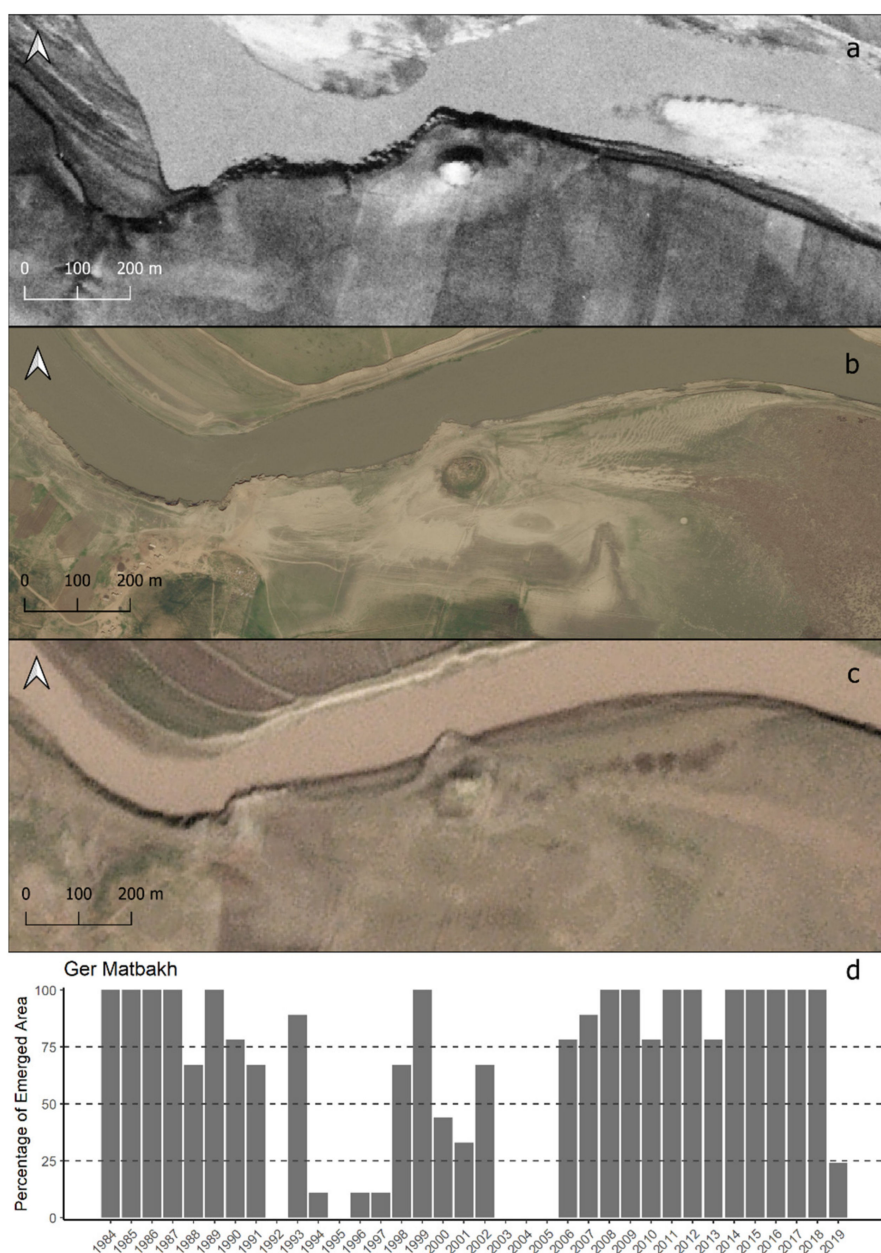 a
0 100 200 m
b
0 100 200 m
c
0 100 200 m
Ger Matbakh
d
Percentage of Emerged Area
100
75
50
25
0
1984 1985 1986 1987 1988 1989 1990 1991 1992 1993 1994 1995 1996 1997 1998 1999 2000 2001 2002 2003 2004 2005 2006 2007 2008 2009 2010 2011 2012 2013 2014 2015 2016 2017 2018 2019